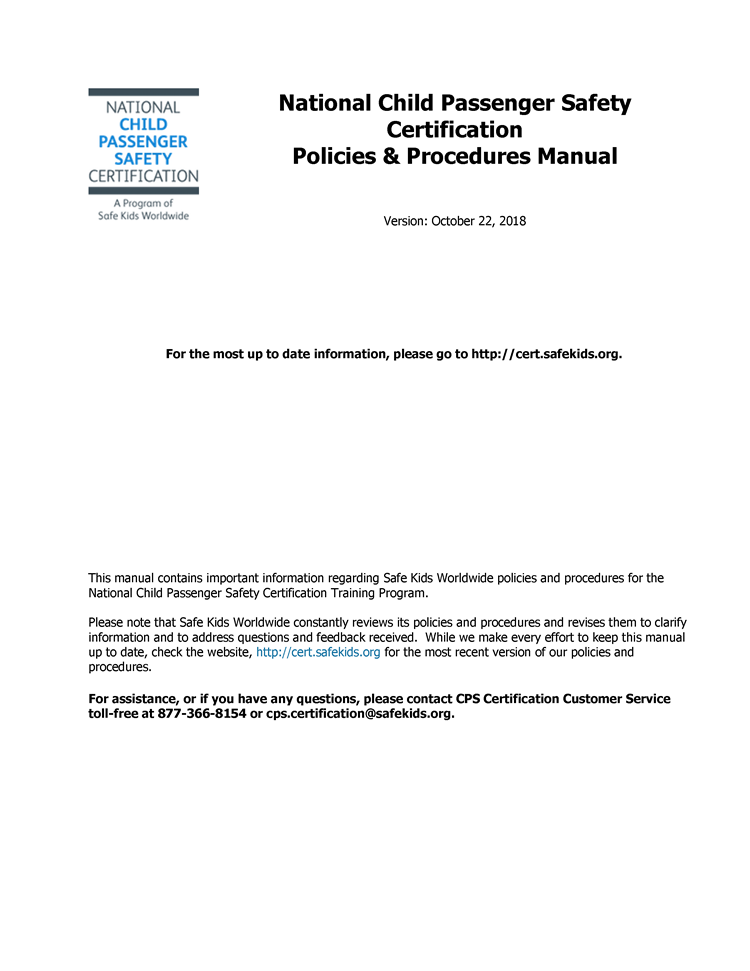 NATIONAL
CHILD
PASSENGER
SAFETY
CERTIFICATION
A Program of
Safe Kids Worldwide
National Child Passenger Safety
Certification
Policies & Procedures Manual
Version: October 22, 2018
For the most up to date information, please go to http://cert.safekids.org.
This manual contains important information regarding Safe Kids Worldwide policies and procedures for the
National Child Passenger Safety Certification Training Program.
Please note that Safe Kids Worldwide constantly reviews its policies and procedures and revises them to clarify
information and to address questions and feedback received.  While we make every effort to keep this manual
up to date, check the website, http://cert.safekids.org for the most recent version of our policies and
procedures.
For assistance, or if you have any questions, please contact CPS Certification Customer Service
toll-free at 877-366-8154 or cps.certification@safekids.org.